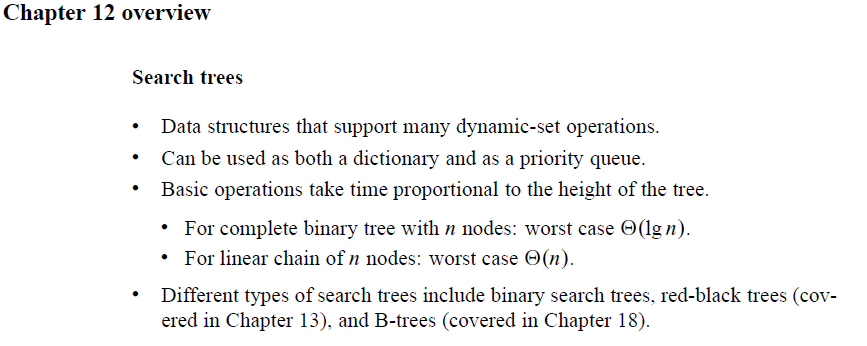 Chapter 12 overview
Search trees
• Data structures that support many dynamic-set operations.
• Can be used as both a dictionary and as a priority queue.
• Basic operations take time proportional to the height of the tree.
• For complete binary tree with n nodes: worst case Θ(lg n).
• For linear chain of n nodes: worst case Θ(n).
• Different types of search trees include binary search trees, red-black trees (cov-
ered in Chapter 13), and B-trees (covered in Chapter 18).